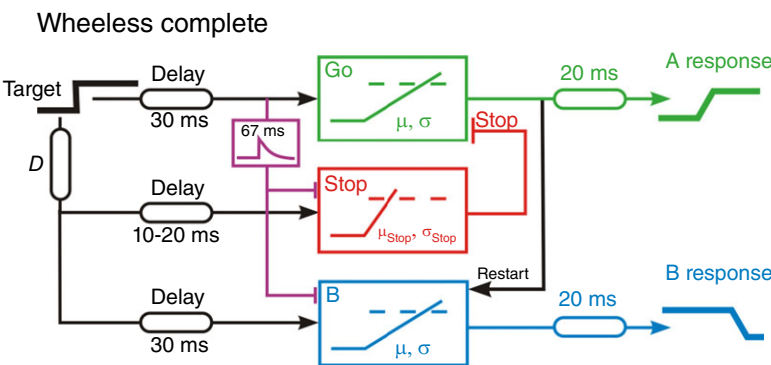 Wheeless complete
Target
Delay
30 ms
Go
μ, σ
20 ms
A response
67 ms
Stop
D
Delay
10-20 ms
Stop
μStop, σStop
Restart
Delay
30 ms
B
μ, σ
20 ms
B response